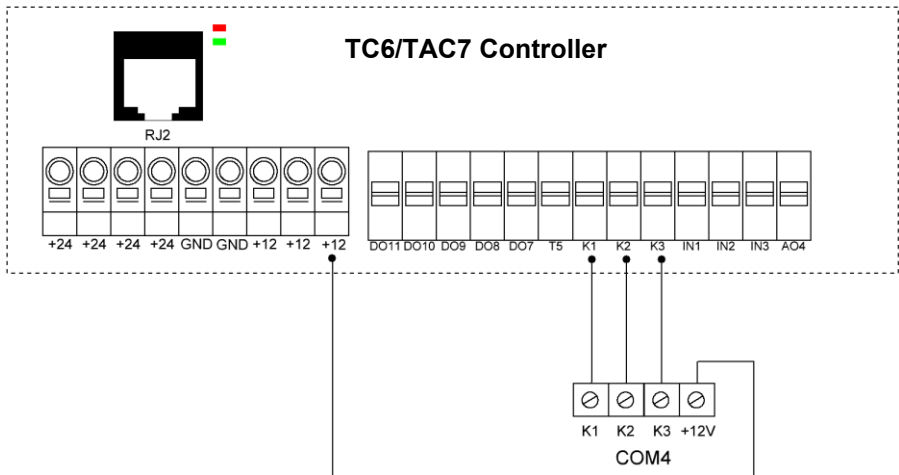 TC6/TAC7 Controller
RJ2
+24 +24 +24 +24 GND GND +12 +12 +12
DO11 DO10 DO9 DO8 DO7 T5 K1 K2 K3 IN1 IN2 IN3 AO4
K1 K2 K3 +12V
COM4